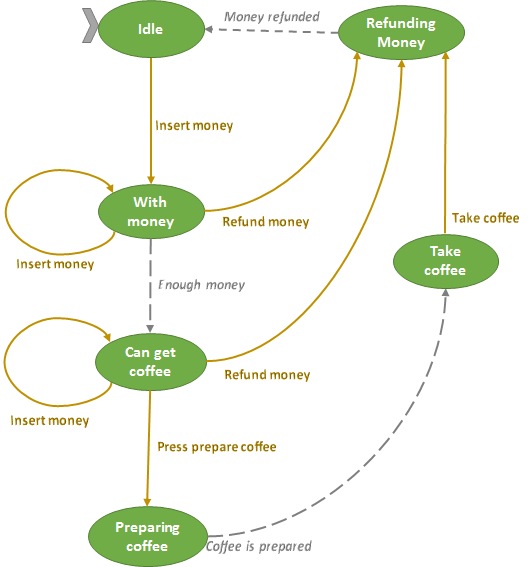 Money refunded
Idle
Refunding
Money
Insert money
With
money
Refund money
Take coffee
Insert money
Take
coffee
Enough money
Can get
coffee
Refund money
Insert money
Press prepare coffee
Preparing
coffee
Coffee is prepared